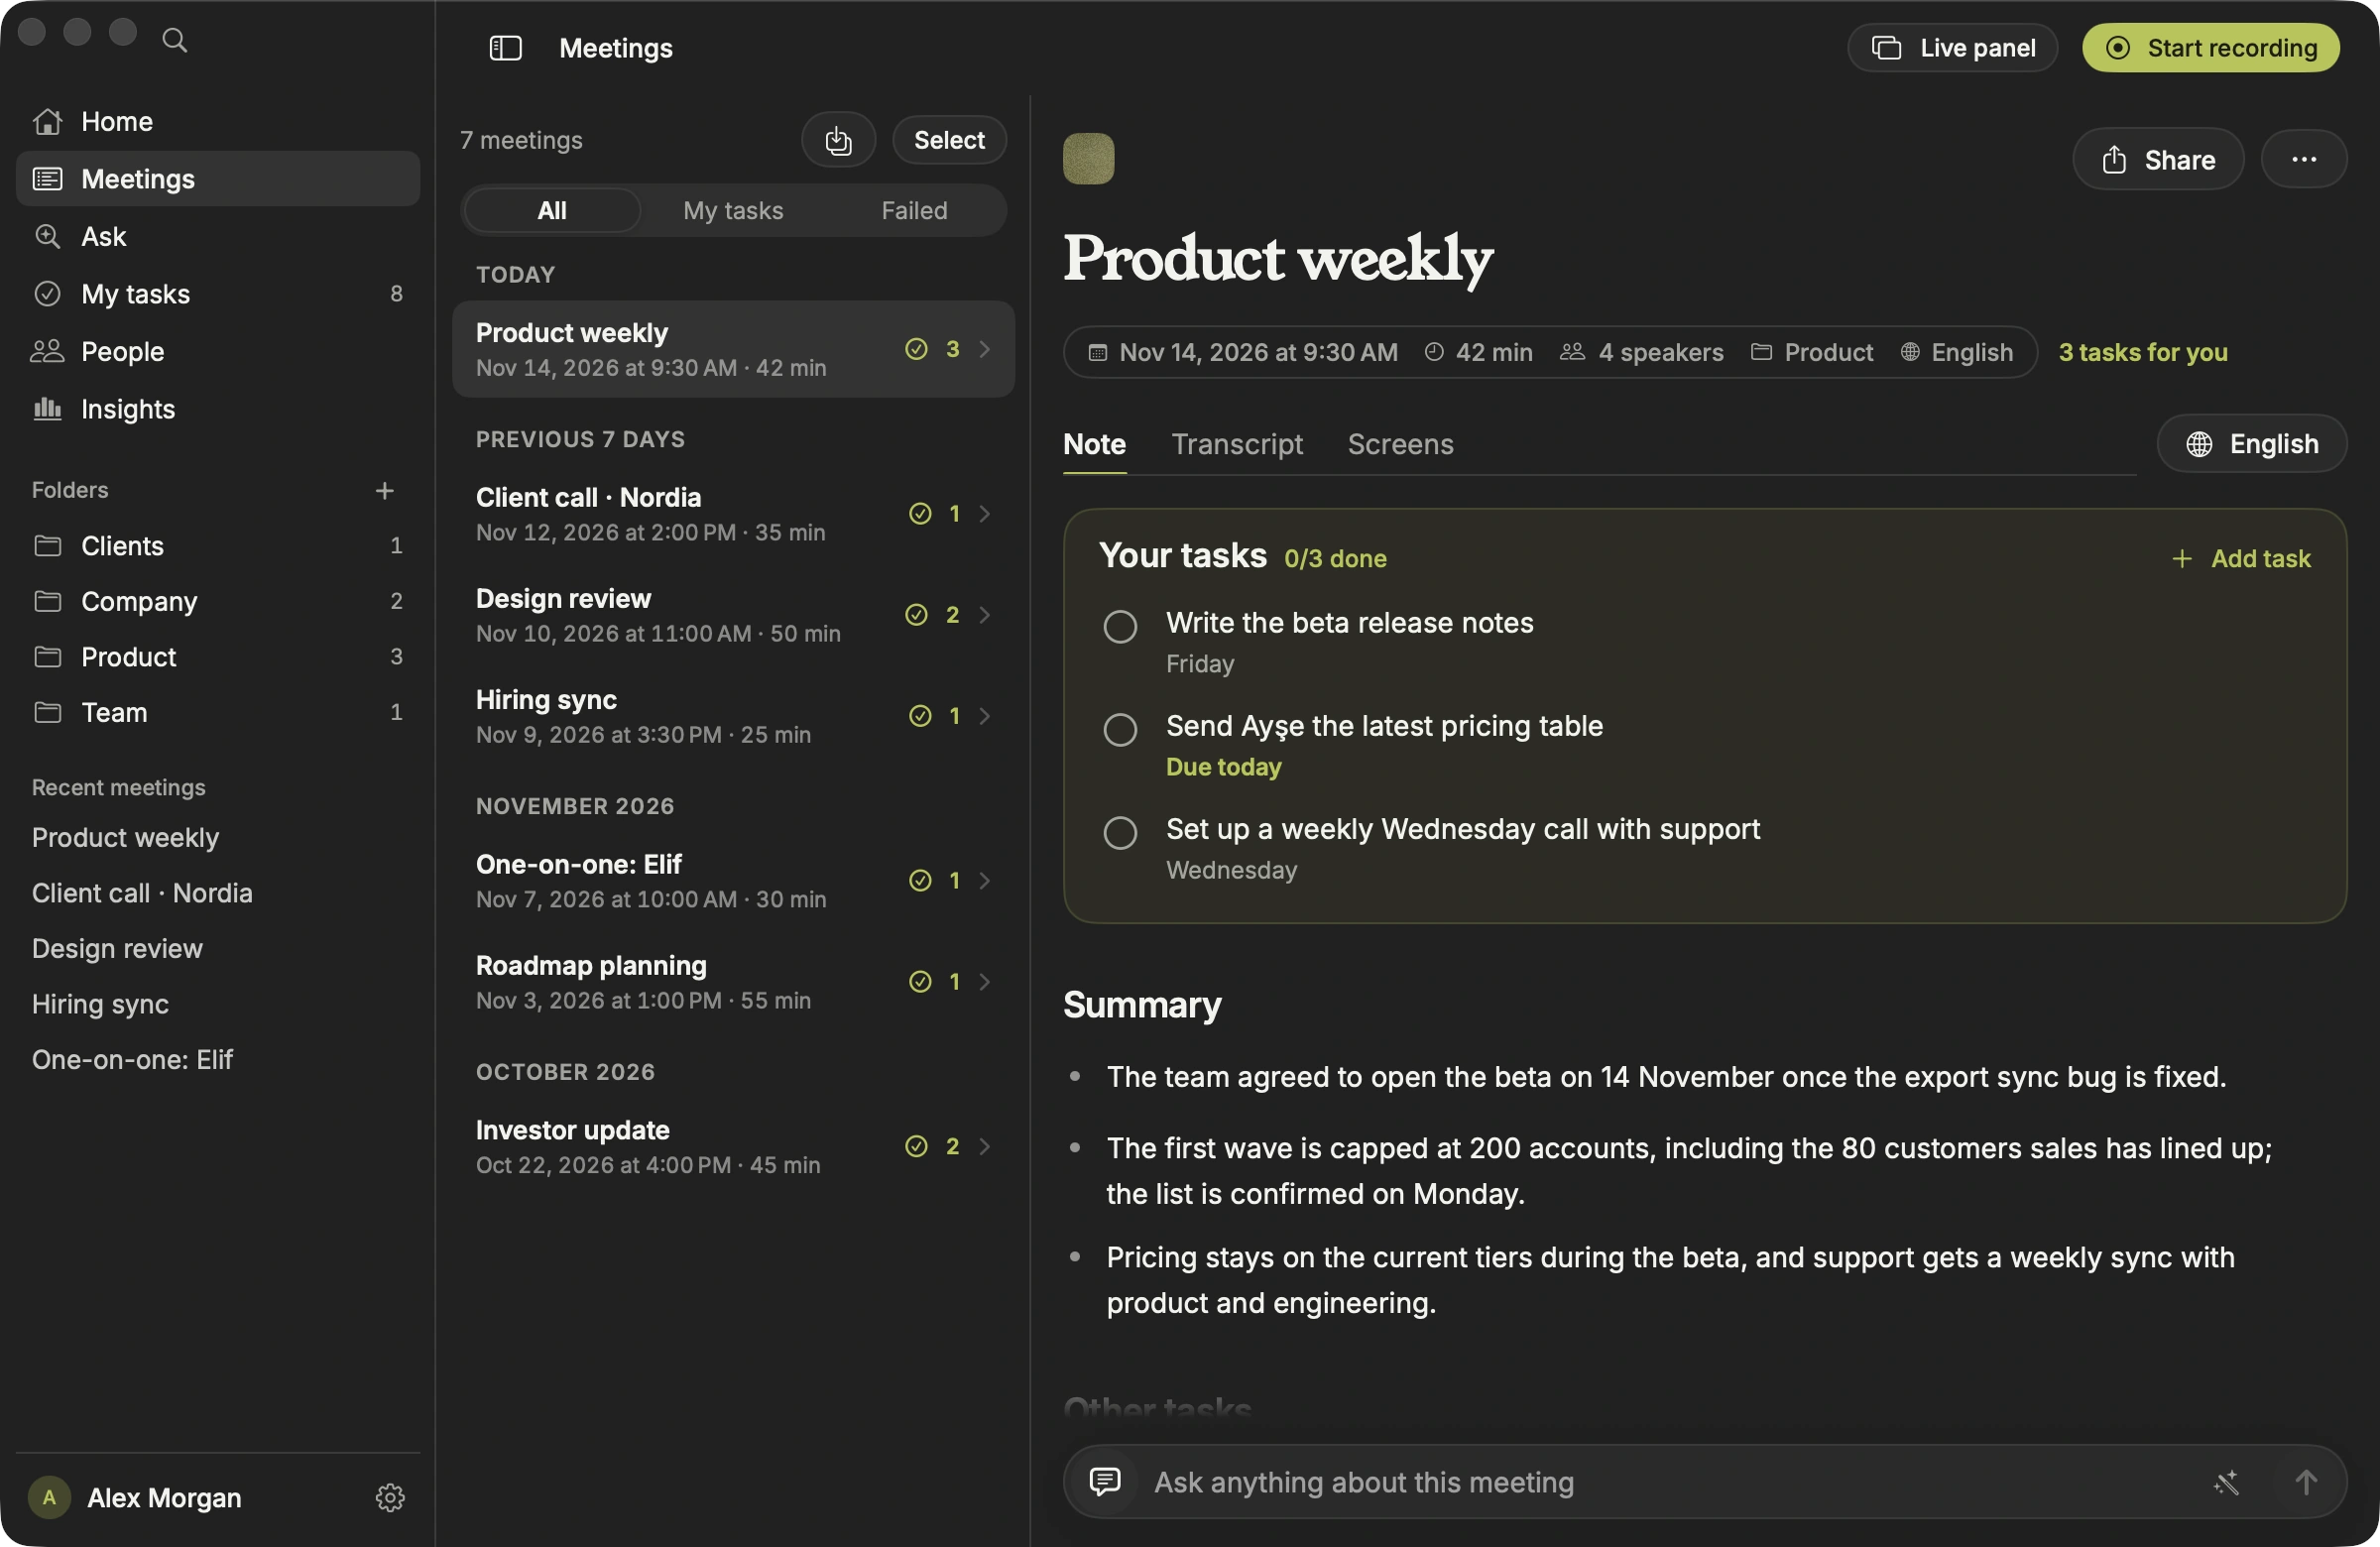 Home
Meetings
Ask
My tasks 8
People
Insights
Folders
Clients 1
Company 2
Product 3
Team 1
Recent meetings
Product weekly
Client call · Nordia
Design review
Hiring sync
One-on-one: Elif
A Alex Morgan
Meetings
Live panel
Start recording
7 meetings
Select
All My tasks Failed
TODAY
Product weekly
Nov 14, 2026 at 9:30 AM · 42 min
3
PREVIOUS 7 DAYS
Client call · Nordia
Nov 12, 2026 at 2:00 PM · 35 min
1
Design review
Nov 10, 2026 at 11:00 AM · 50 min
2
Hiring sync
Nov 9, 2026 at 3:30 PM · 25 min
1
NOVEMBER 2026
One-on-one: Elif
Nov 7, 2026 at 10:00 AM · 30 min
1
Roadmap planning
Nov 3, 2026 at 1:00 PM · 55 min
1
OCTOBER 2026
Investor update
Oct 22, 2026 at 4:00 PM · 45 min
2
Share
Product weekly
Nov 14, 2026 at 9:30 AM 42 min 4 speakers Product English 3 tasks for you
Note Transcript Screens
English
Your tasks 0/3 done
+ Add task
Write the beta release notes
Friday
Send Ayşe the latest pricing table
Due today
Set up a weekly Wednesday call with support
Wednesday
Summary
• The team agreed to open the beta on 14 November once the export sync bug is fixed.
• The first wave is capped at 200 accounts, including the 80 customers sales has lined up;
the list is confirmed on Monday.
• Pricing stays on the current tiers during the beta, and support gets a weekly sync with
product and engineering.
Other tasks
Ask anything about this meeting